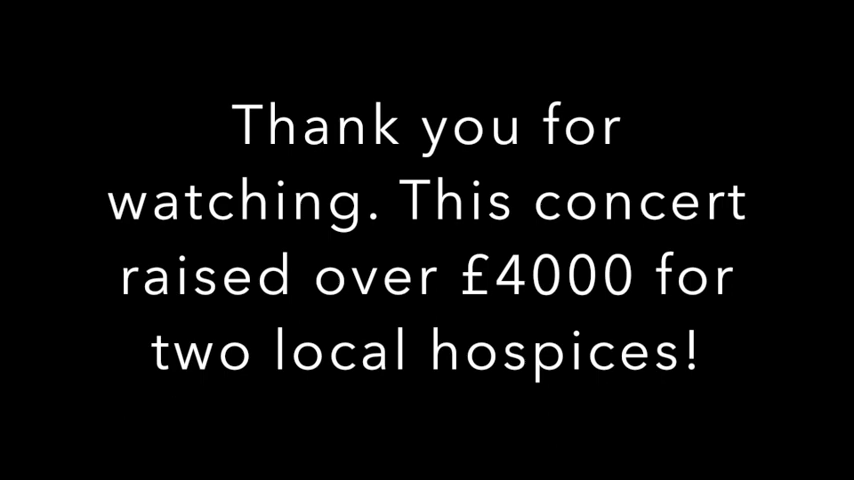 Thank you for
watching. This concert
raised over £4000 for
two local hospices!